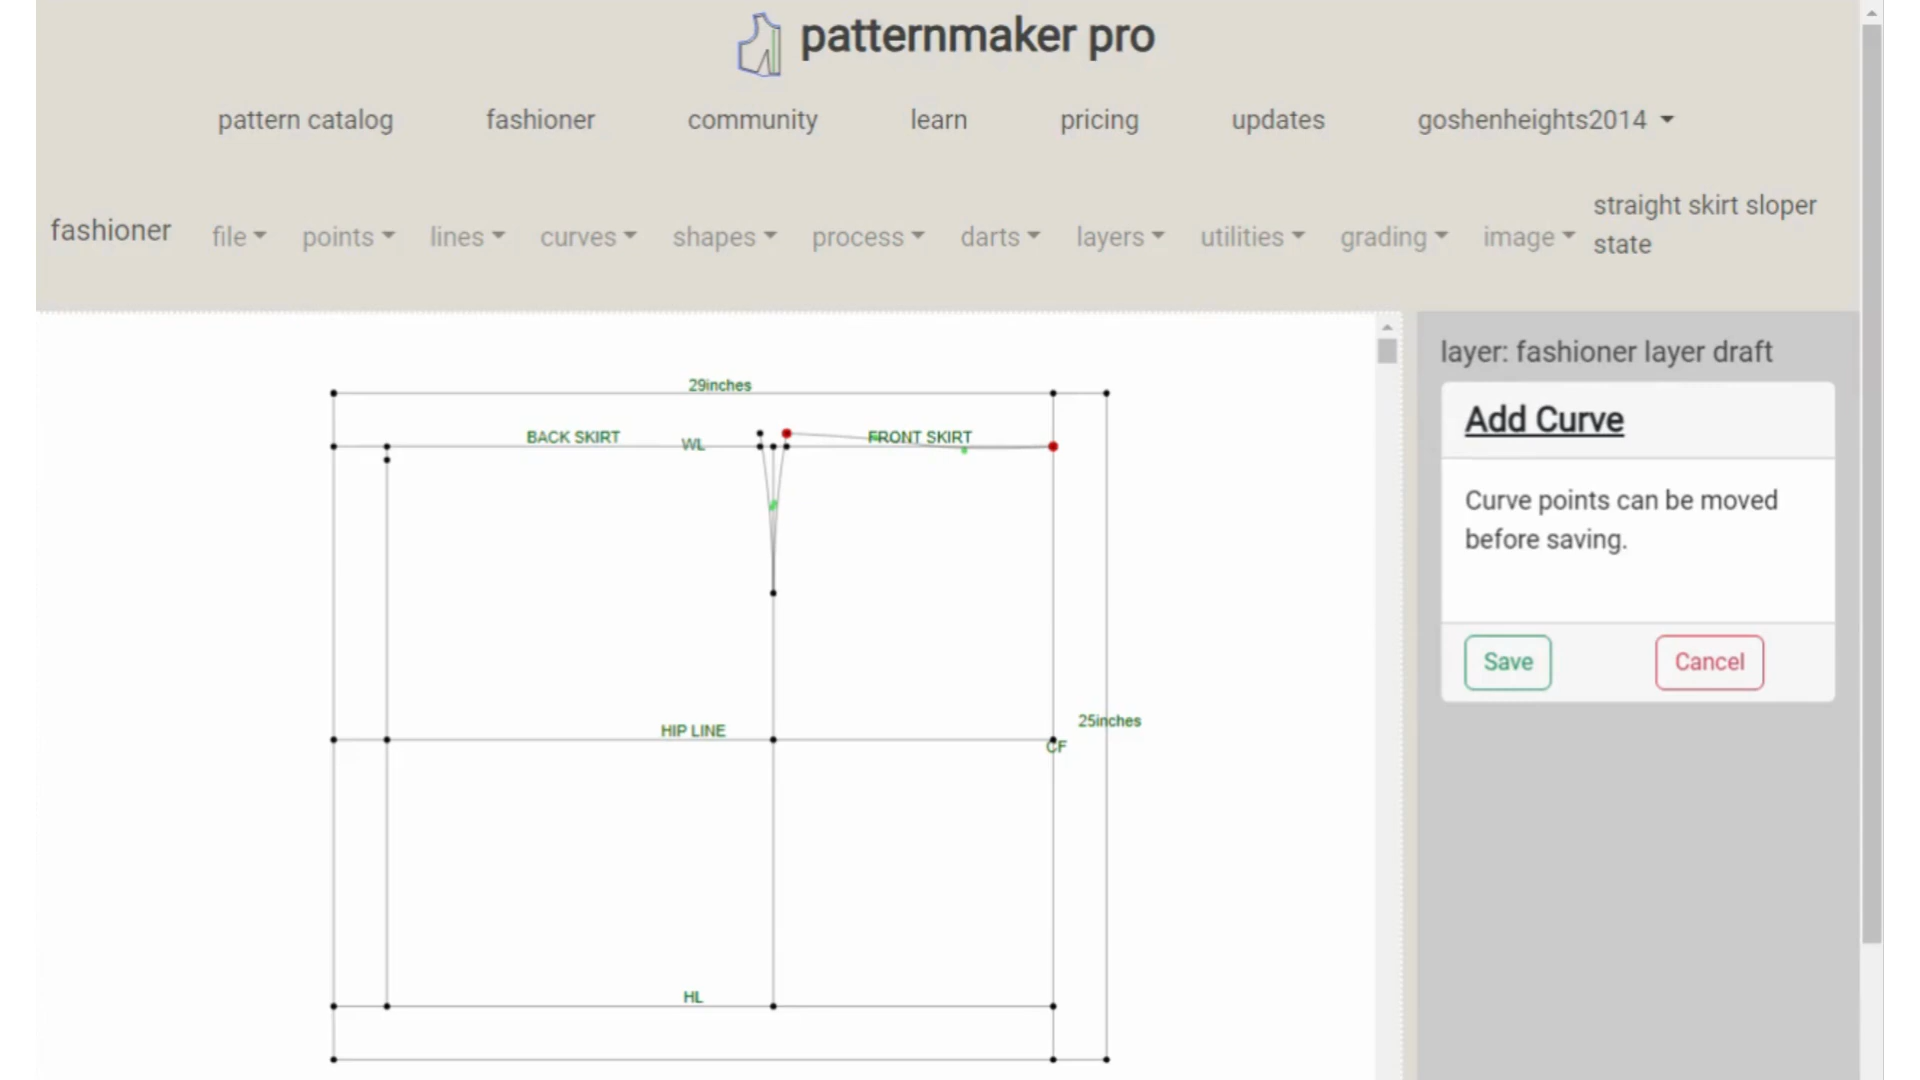 patternmaker pro
pattern catalog fashioner community learn pricing updates goshenheights2014
fashioner file points lines curves shapes process darts layers utilities grading image straight skirt sloper
state
layer: fashioner layer draft
Add Curve
Curve points can be moved
before saving.
Save Cancel
29inches
BACK SKIRT WL FRONT SKIRT
HIP LINE
25inches
CF
HL